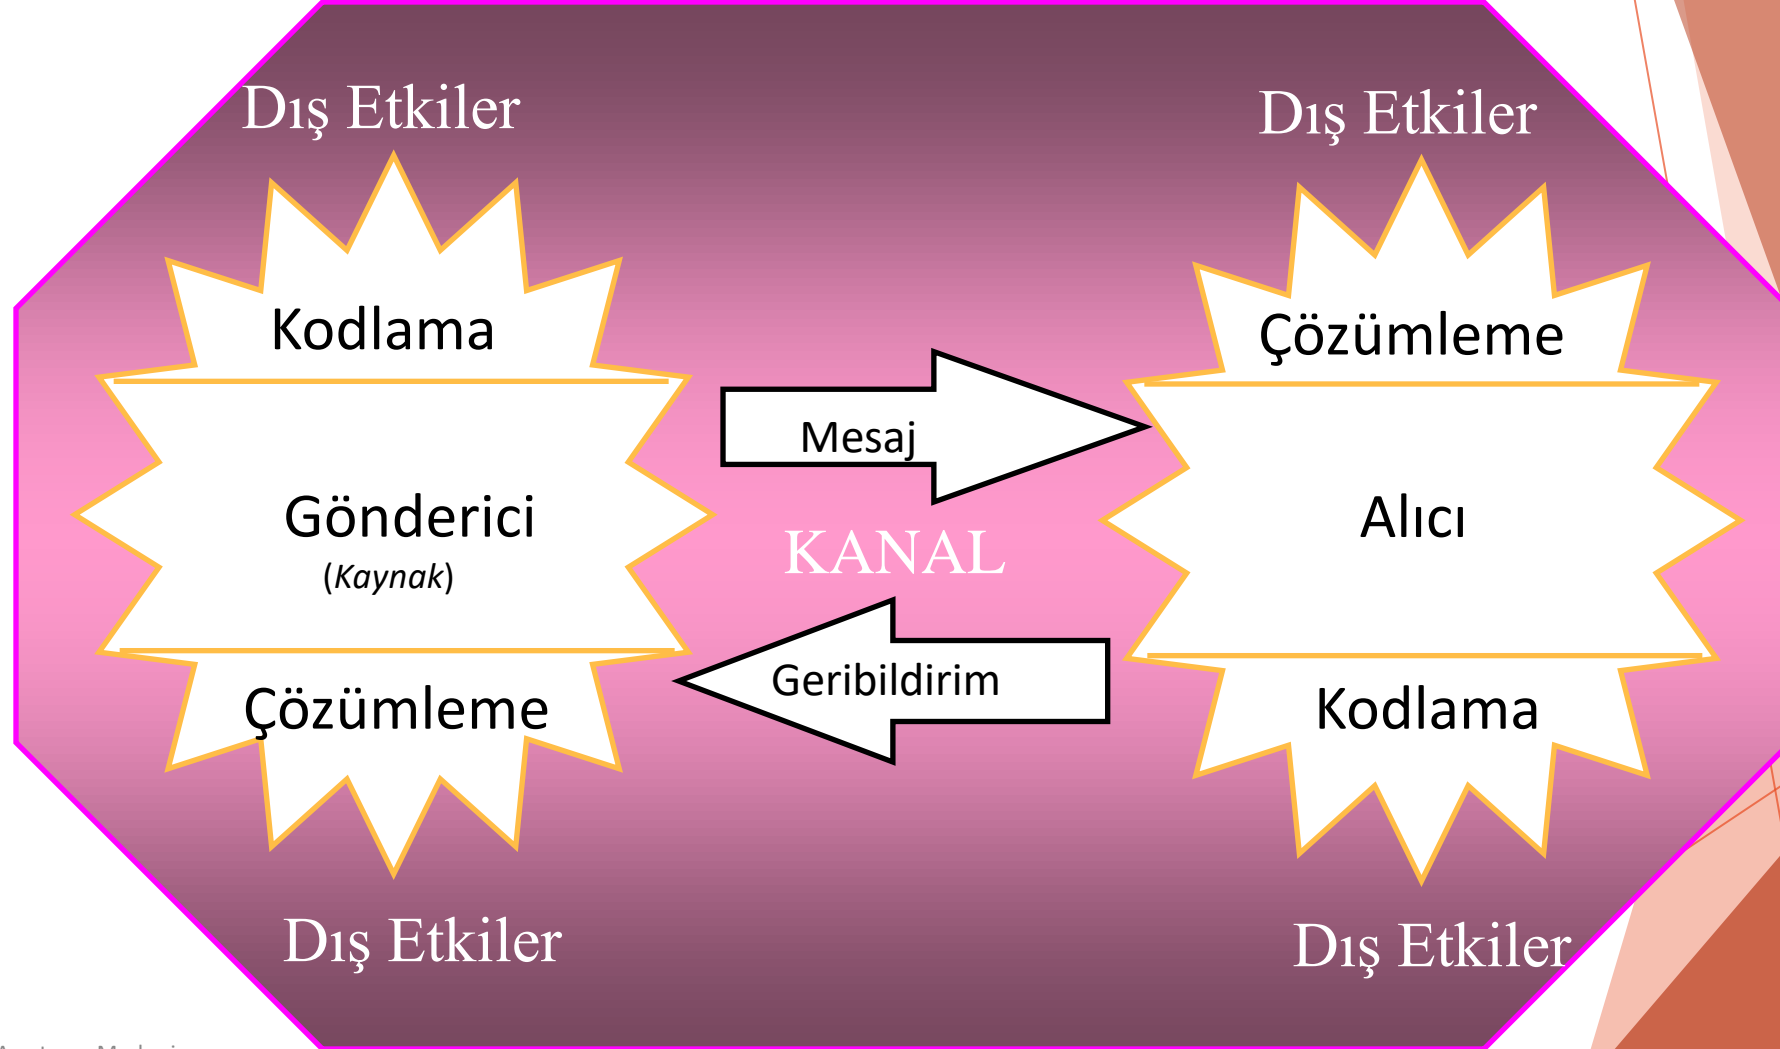 Dış Etkiler
Dış Etkiler
Kodlama
Çözümleme
Mesaj
Gönderici
(Kaynak)
KANAL
Alıcı
Geribildirim
Çözümleme
Kodlama
Dış Etkiler
Dış Etkiler